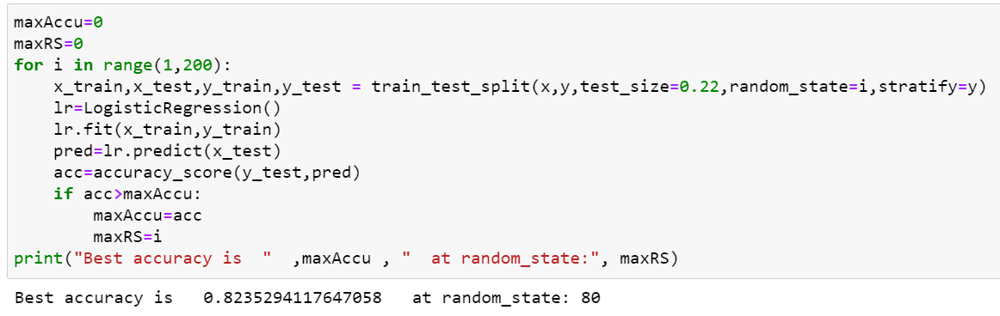 maxAccu=0
maxRS=0
for i in range(1,200):
    x_train,x_test,y_train,y_test = train_test_split(x,y,test_size=0.22,random_state=i,stratify=y)
    lr=LogisticRegression()
    lr.fit(x_train,y_train)
    pred=lr.predict(x_test)
    acc=accuracy_score(y_test,pred)
    if acc>maxAccu:
        maxAccu=acc
        maxRS=i
print("Best accuracy is  "  ,maxAccu , "  at random_state:", maxRS)
Best accuracy is   0.8235294117647058   at random_state: 80